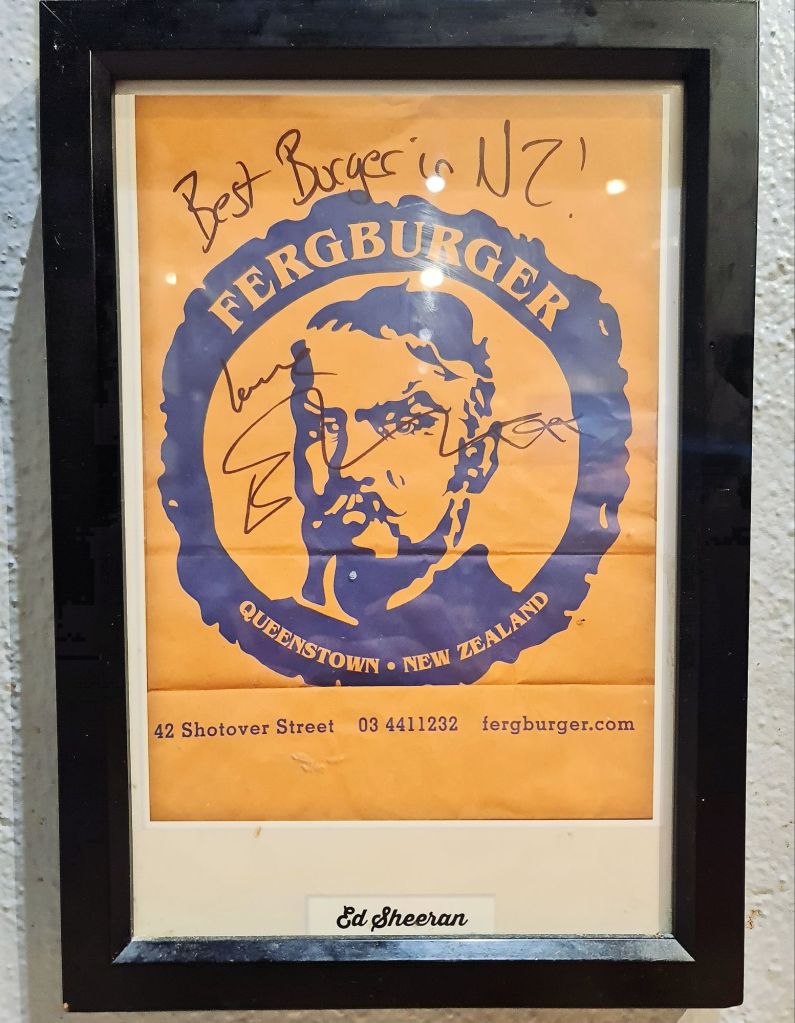 Best Burger in NZ!
FERGBURGER
QUEENSTOWN • NEW ZEALAND
42 Shotover Street 03 4411232 fergburger.com
Ed Sheeran